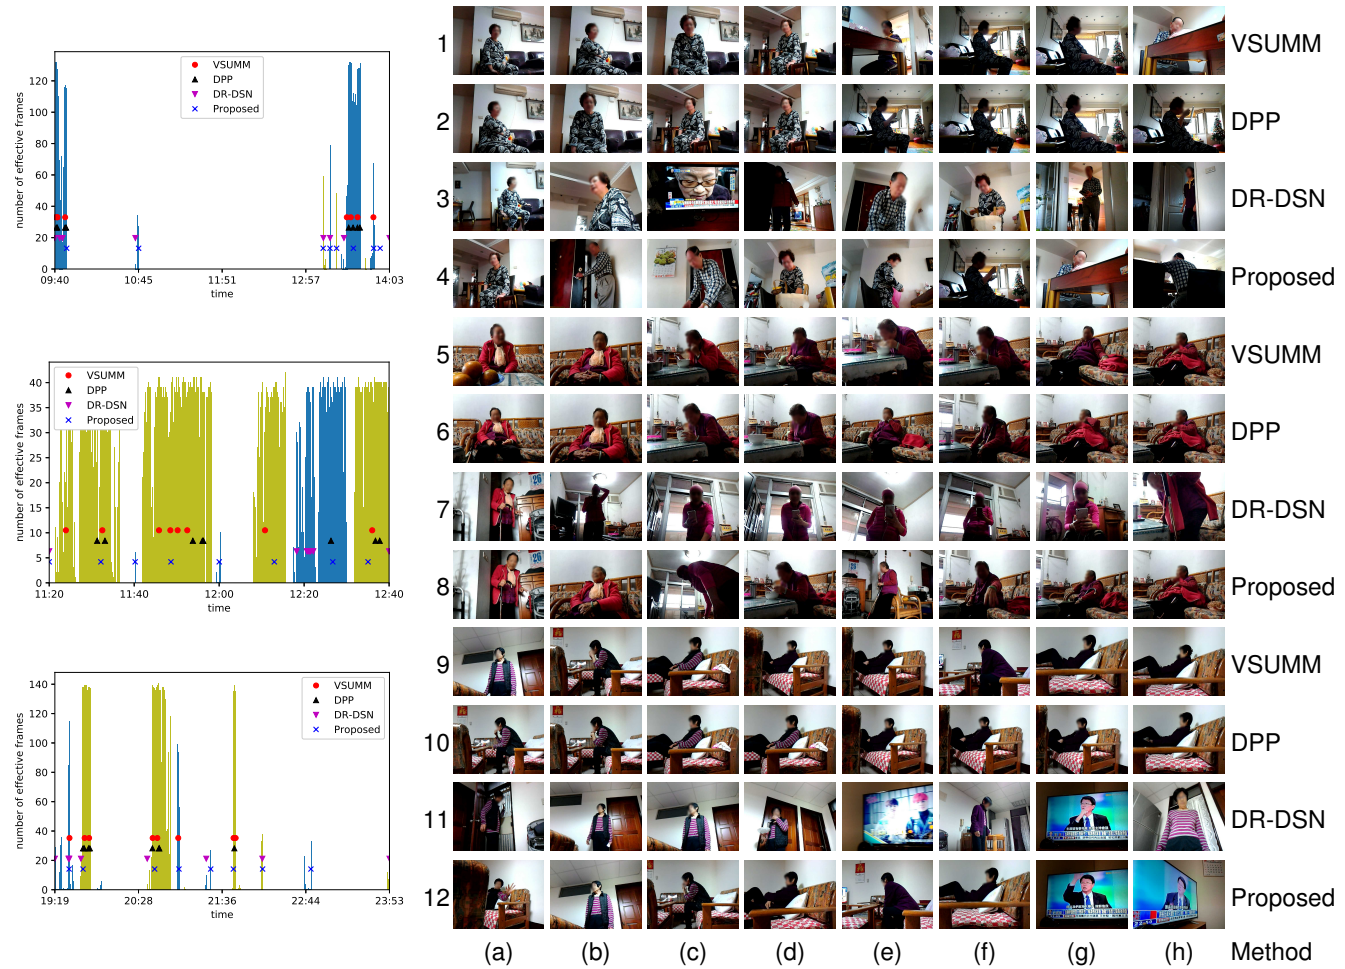 number of effective frames
120
100
80
60
40
20
0
VSUMM
DPP
DR-DSN
Proposed
09:40
10:45
11:51
12:57
14:03
time
number of effective frames
40
35
30
25
20
15
10
5
0
VSUMM
DPP
DR-DSN
Proposed
11:20
11:40
12:00
12:20
12:40
time
number of effective frames
140
120
100
80
60
40
20
0
VSUMM
DPP
DR-DSN
Proposed
19:19
20:28
21:36
22:44
23:53
time
1 VSUMM
2 DPP
3 DR-DSN
4 Proposed
5 VSUMM
6 DPP
7 DR-DSN
26
8 Proposed
26
9 VSUMM
10 DPP
11 DR-DSN
12 Proposed
(a) (b) (c) (d) (e) (f) (g) (h) Method